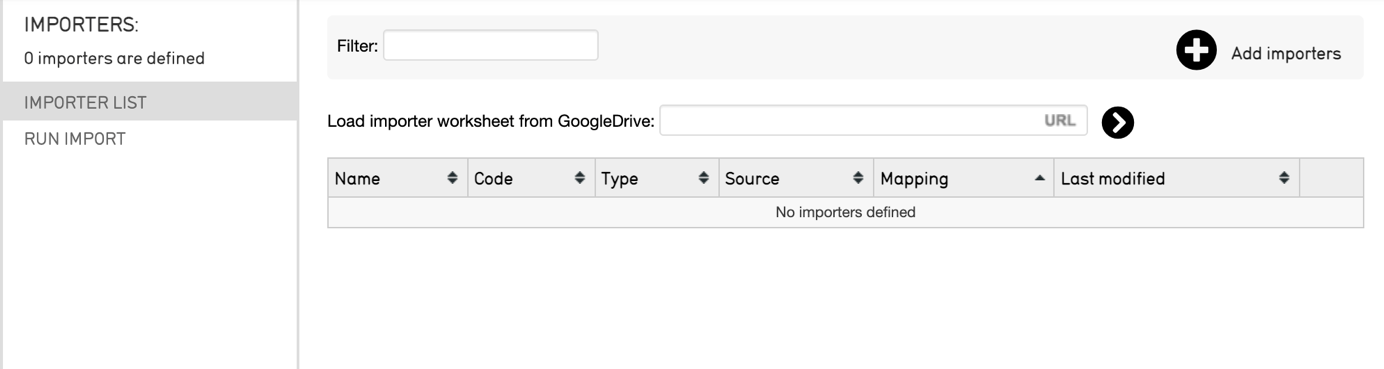 IMPORTERS:
0 importers are defined
IMPORTER LIST
RUN IMPORT
Filter:
Add importers
Load importer worksheet from GoogleDrive: URL
Name Code Type Source Mapping Last modified
No importers defined